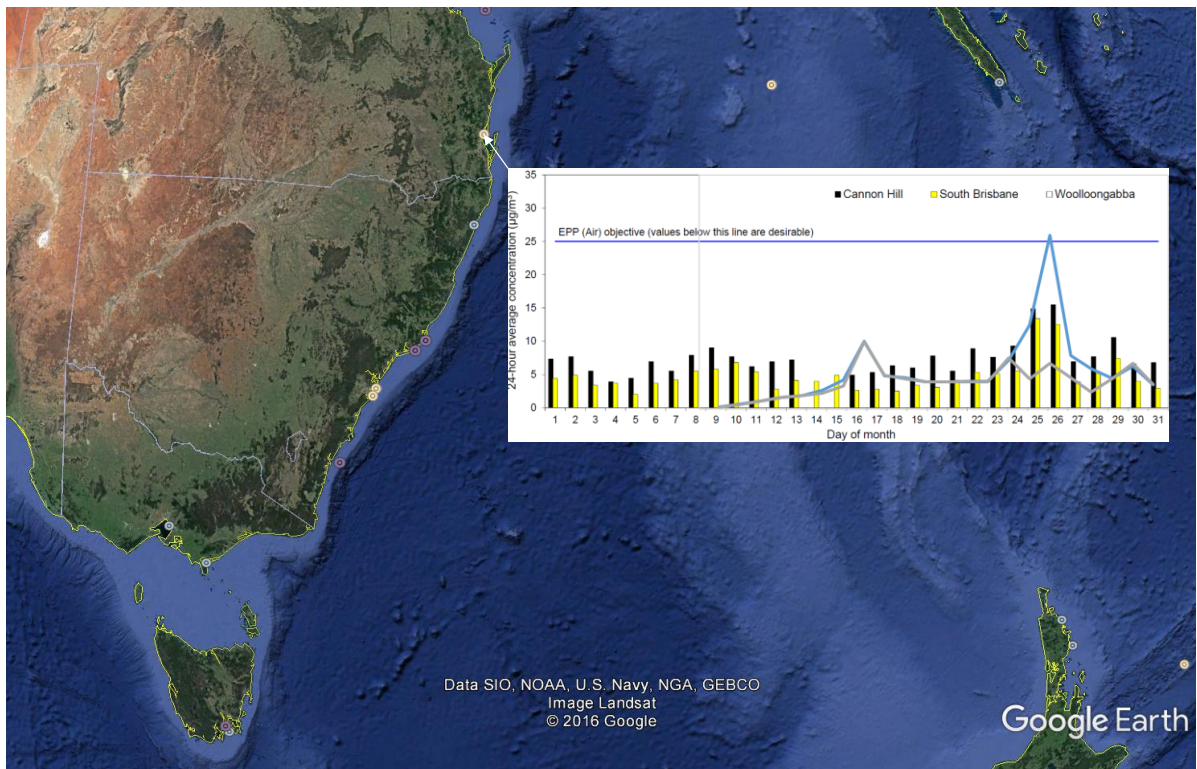 35
30
25
20
15
10
5
0
24-hour average concentration (µg/m³)
Cannon Hill South Brisbane Woolloongabba
EPP (Air) objective (values below this line are desirable)
1 2 3 4 5 6 7 8 9 10 11 12 13 14 15 16 17 18 19 20 21 22 23 24 25 26 27 28 29 30 31
Day of month
Data SIO, NOAA, U.S. Navy, NGA, GEBCO
Image Landsat
© 2016 Google
Google Earth